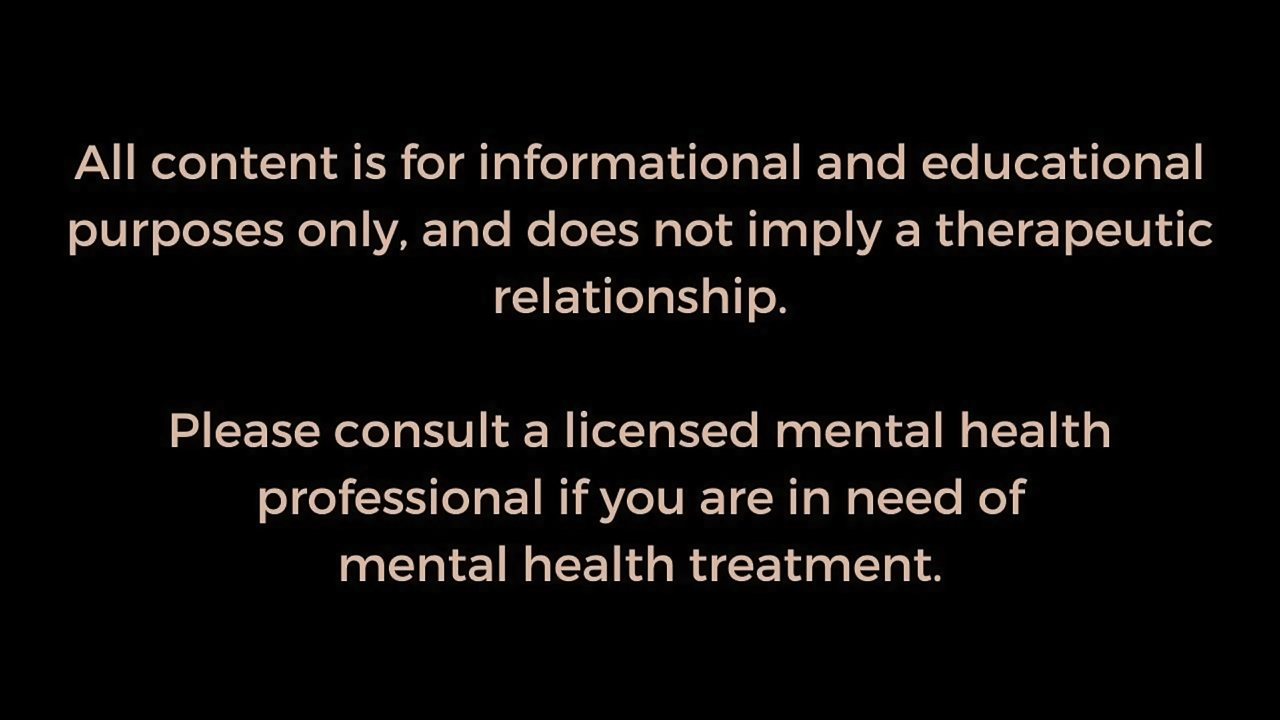 All content is for informational and educational
purposes only, and does not imply a therapeutic
relationship.
Please consult a licensed mental health
professional if you are in need of
mental health treatment.